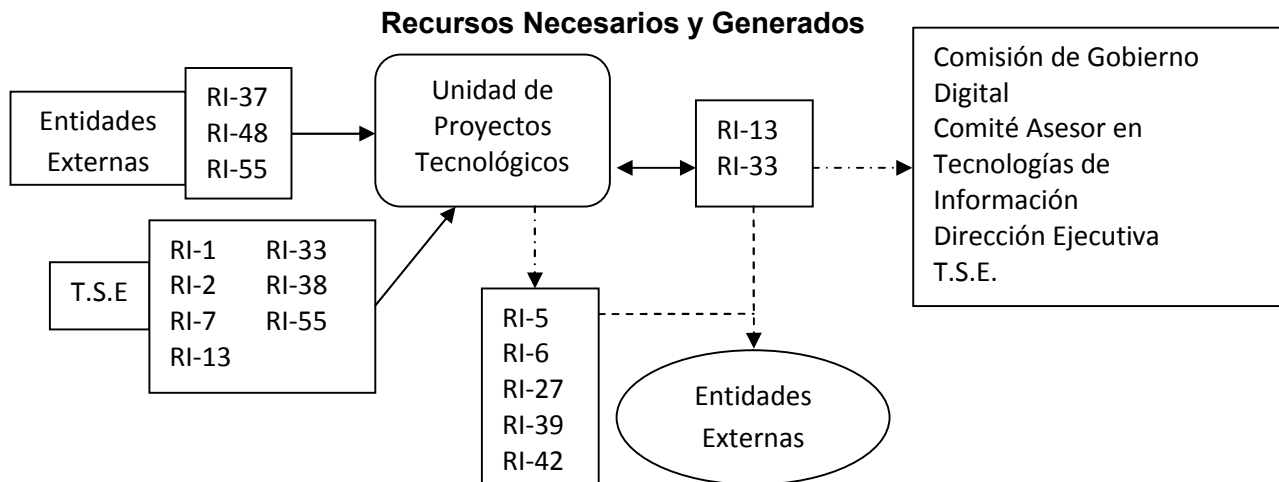 Recursos Necesarios y Generados
Entidades
Externas
RI-37
RI-48
RI-55
Unidad de
Proyectos
Tecnológicos
RI-13
RI-33
Comisión de Gobierno
Digital
Comité Asesor en
Tecnologías de
Información
Dirección Ejecutiva
T.S.E.
T.S.E
RI-1 RI-33
RI-2 RI-38
RI-7 RI-55
RI-13
RI-5
RI-6
RI-27
RI-39
RI-42
Entidades
Externas